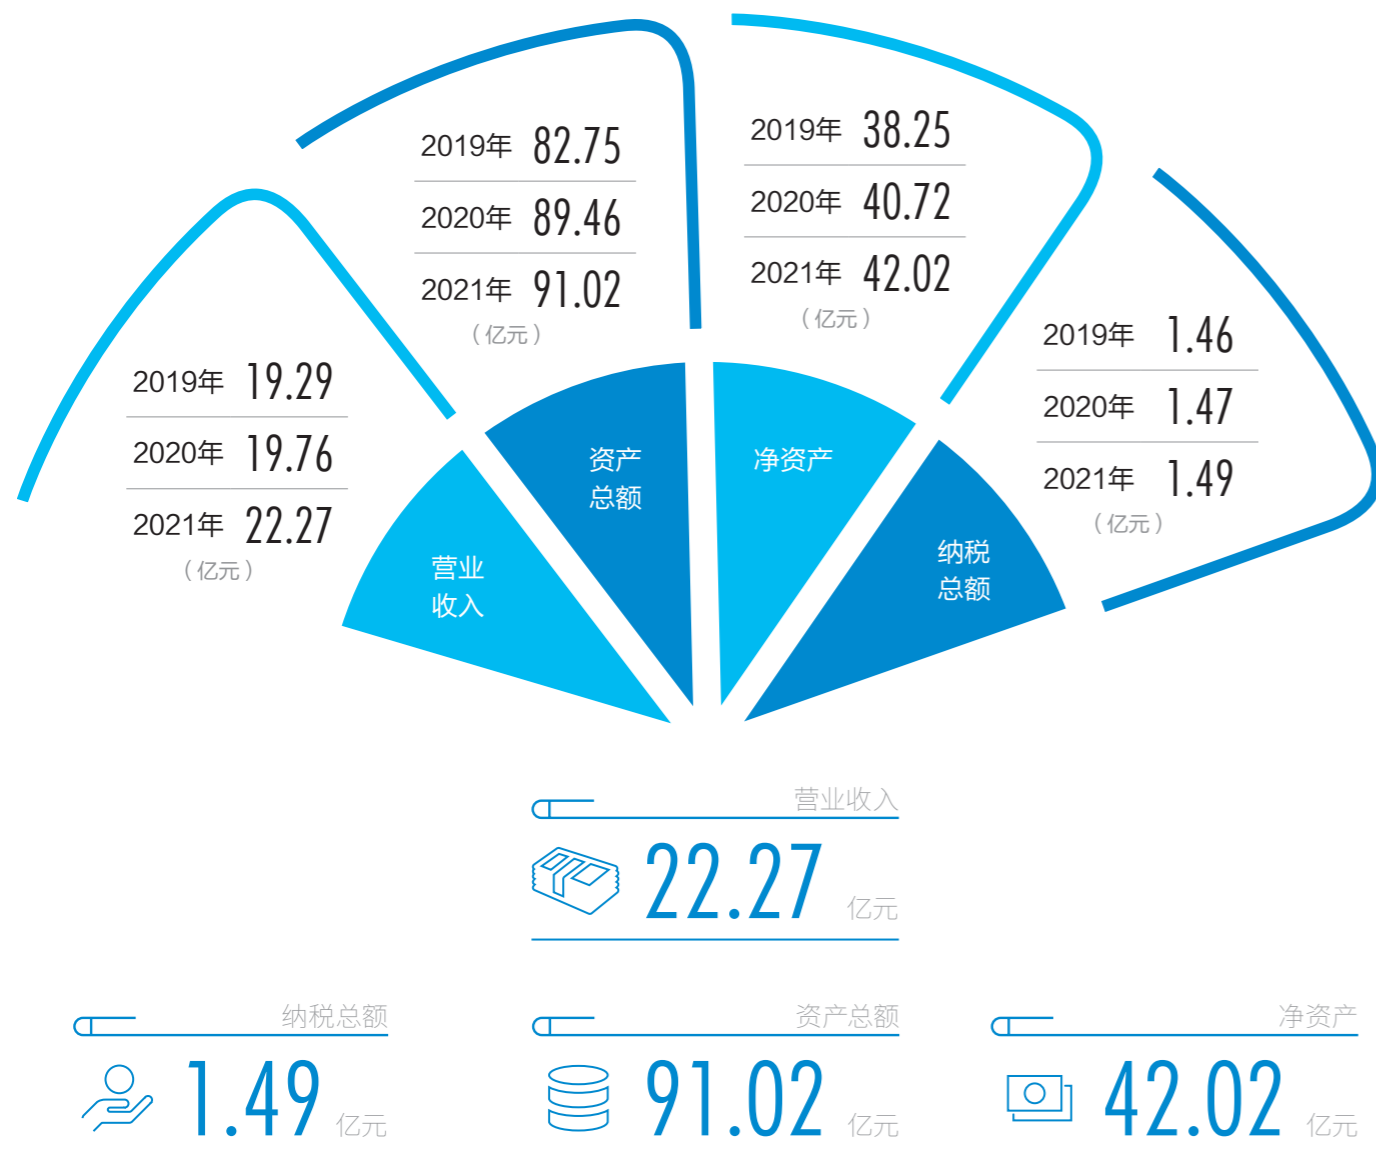 2019年 19.29
2020年 19.76
2021年 22.27
（亿元）
营业
收入
2019年 82.75
2020年 89.46
2021年 91.02
（亿元）
资产
总额
2019年 38.25
2020年 40.72
2021年 42.02
（亿元）
净资产
2019年 1.46
2020年 1.47
2021年 1.49
（亿元）
纳税
总额
营业收入
22.27 亿元
纳税总额
1.49 亿元
资产总额
91.02 亿元
净资产
42.02 亿元